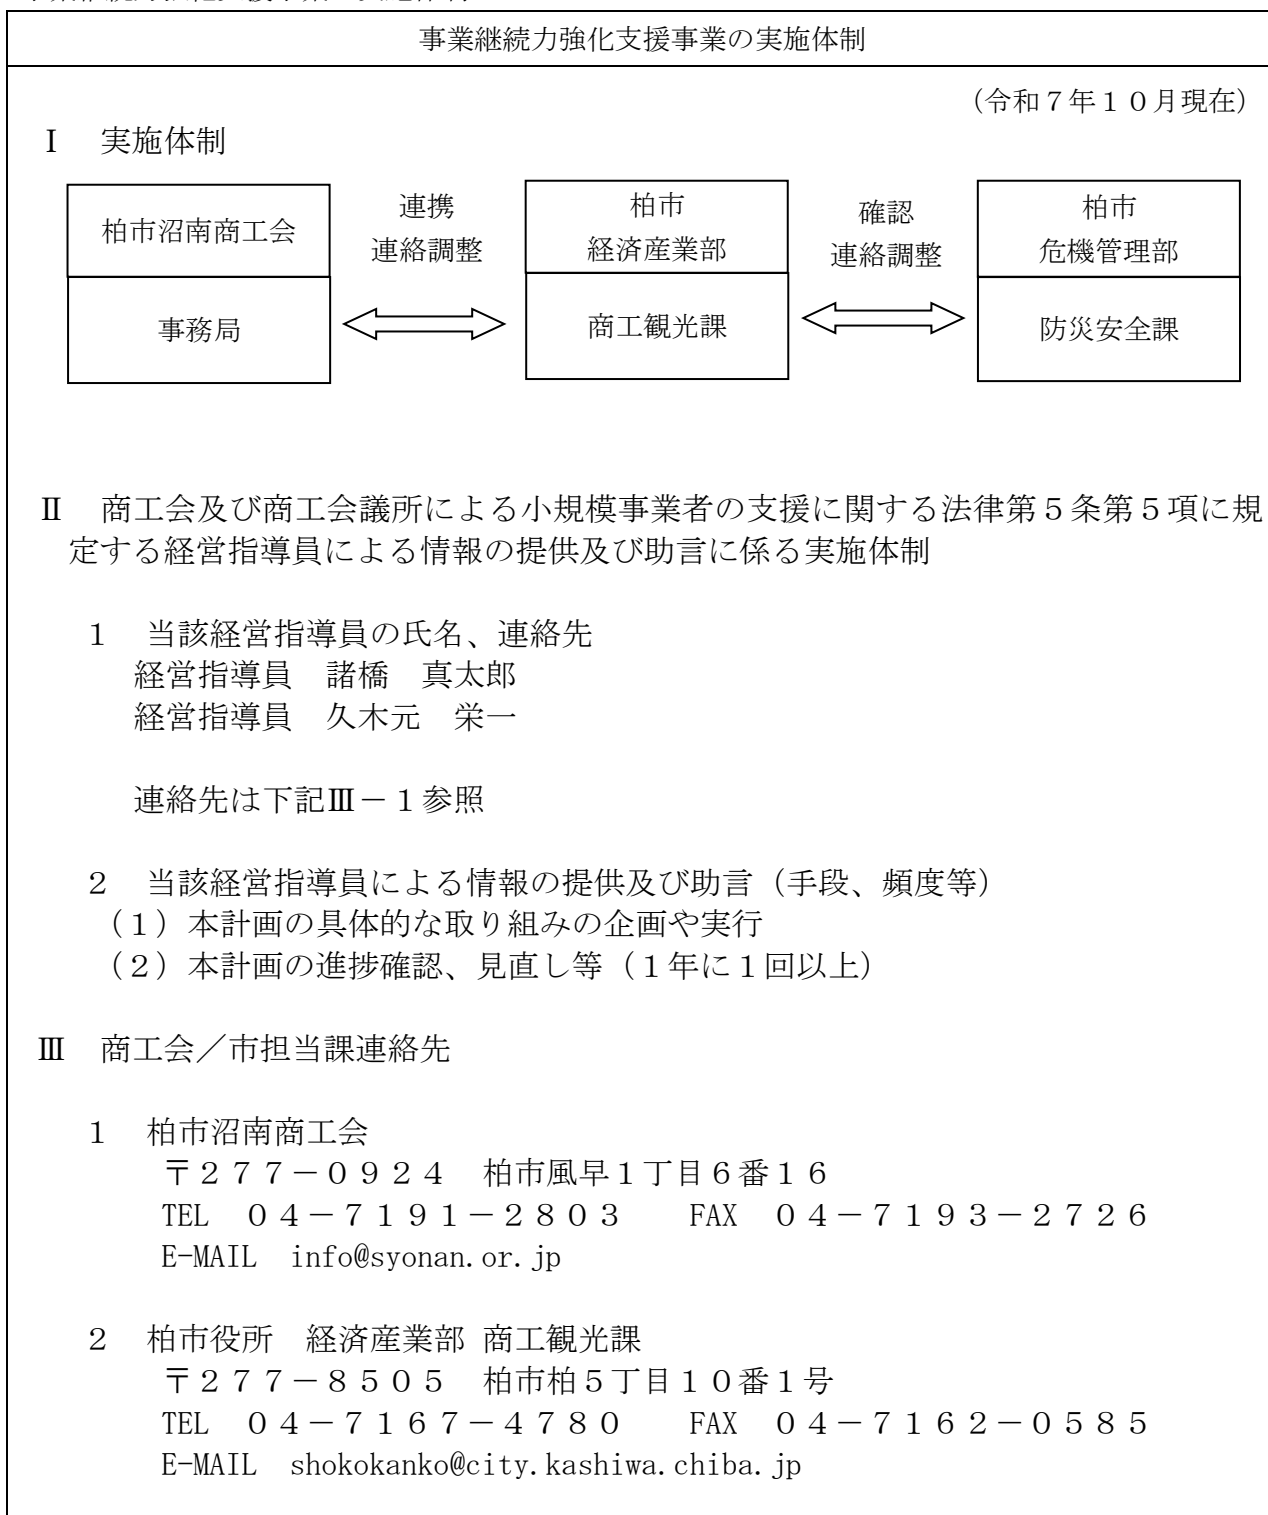 事業継続力強化支援事業の実施体制
（令和７年１０月現在）
Ⅰ　実施体制
柏市沼南商工会
事務局
連携
連絡調整
柏市
経済産業部
商工観光課
確認
連絡調整
柏市
危機管理部
防災安全課
Ⅱ　商工会及び商工会議所による小規模事業者の支援に関する法律第５条第５項に規
定する経営指導員による情報の提供及び助言に係る実施体制
１　当該経営指導員の氏名、連絡先
経営指導員　諸橋　真太郎
経営指導員　久木元　栄一
連絡先は下記Ⅲ－１参照
２　当該経営指導員による情報の提供及び助言（手段、頻度等）
（１）本計画の具体的な取り組みの企画や実行
（２）本計画の進捗確認、見直し等（１年に１回以上）
Ⅲ　商工会／市担当課連絡先
１　柏市沼南商工会
〒２７７－０９２４　柏市風早１丁目６番１６
TEL　０４－７１９１－２８０３　　FAX　０４－７１９３－２７２６
E-MAIL　info@syonan.or.jp
２　柏市役所　経済産業部 商工観光課
〒２７７－８５０５　柏市柏５丁目１０番１号
TEL　０４－７１６７－４７８０　　FAX　０４－７１６２－０５８５
E-MAIL　shokokanko@city.kashiwa.chiba.jp